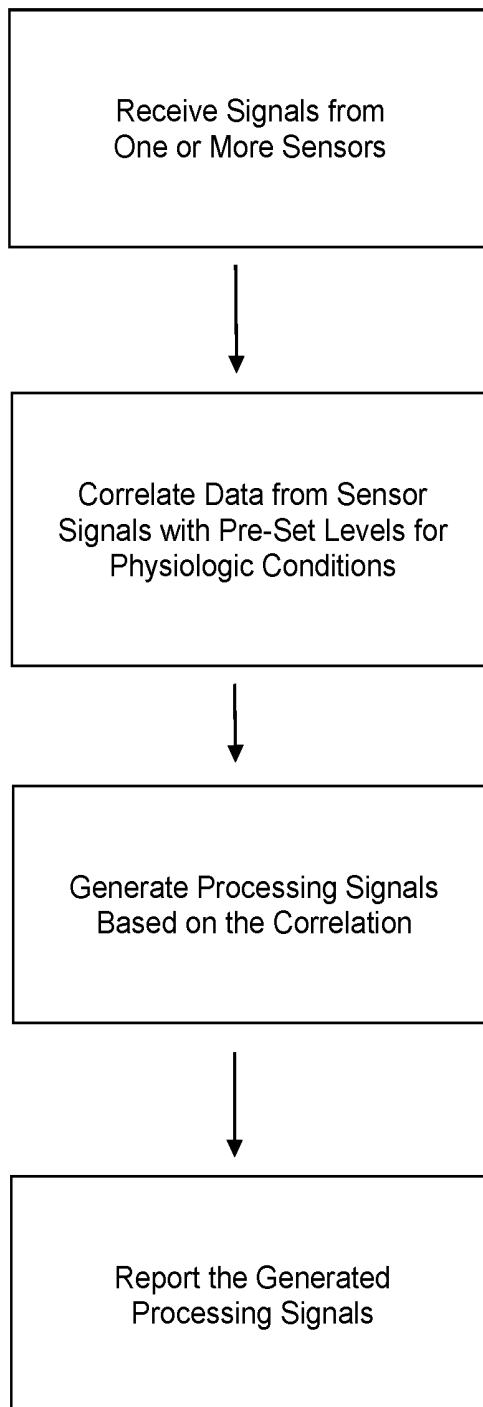 Receive Signals from
One or More Sensors
Correlate Data from Sensor
Signals with Pre-Set Levels for
Physiologic Conditions
Generate Processing Signals
Based on the Correlation
Report the Generated
Processing Signals